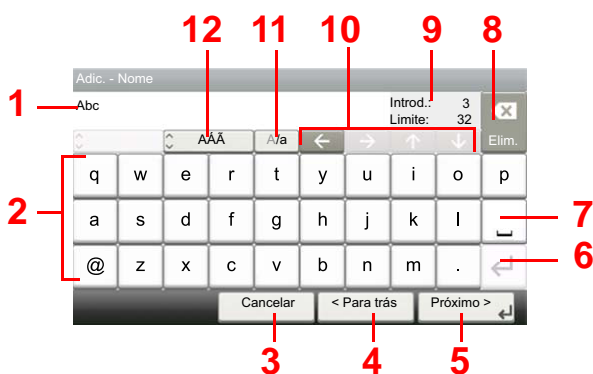 12 11 10 9 8
Adic. - Nome
1 Abc Introd.: 3
Limite: 32
AÁÃ A/a ← → ↑ ↓ Elim.
q w e r t y u i o p
2 a s d f g h j k l 7
@ z x c v b n m . 6
Cancelar < Para trás Próximo >
3 4 5